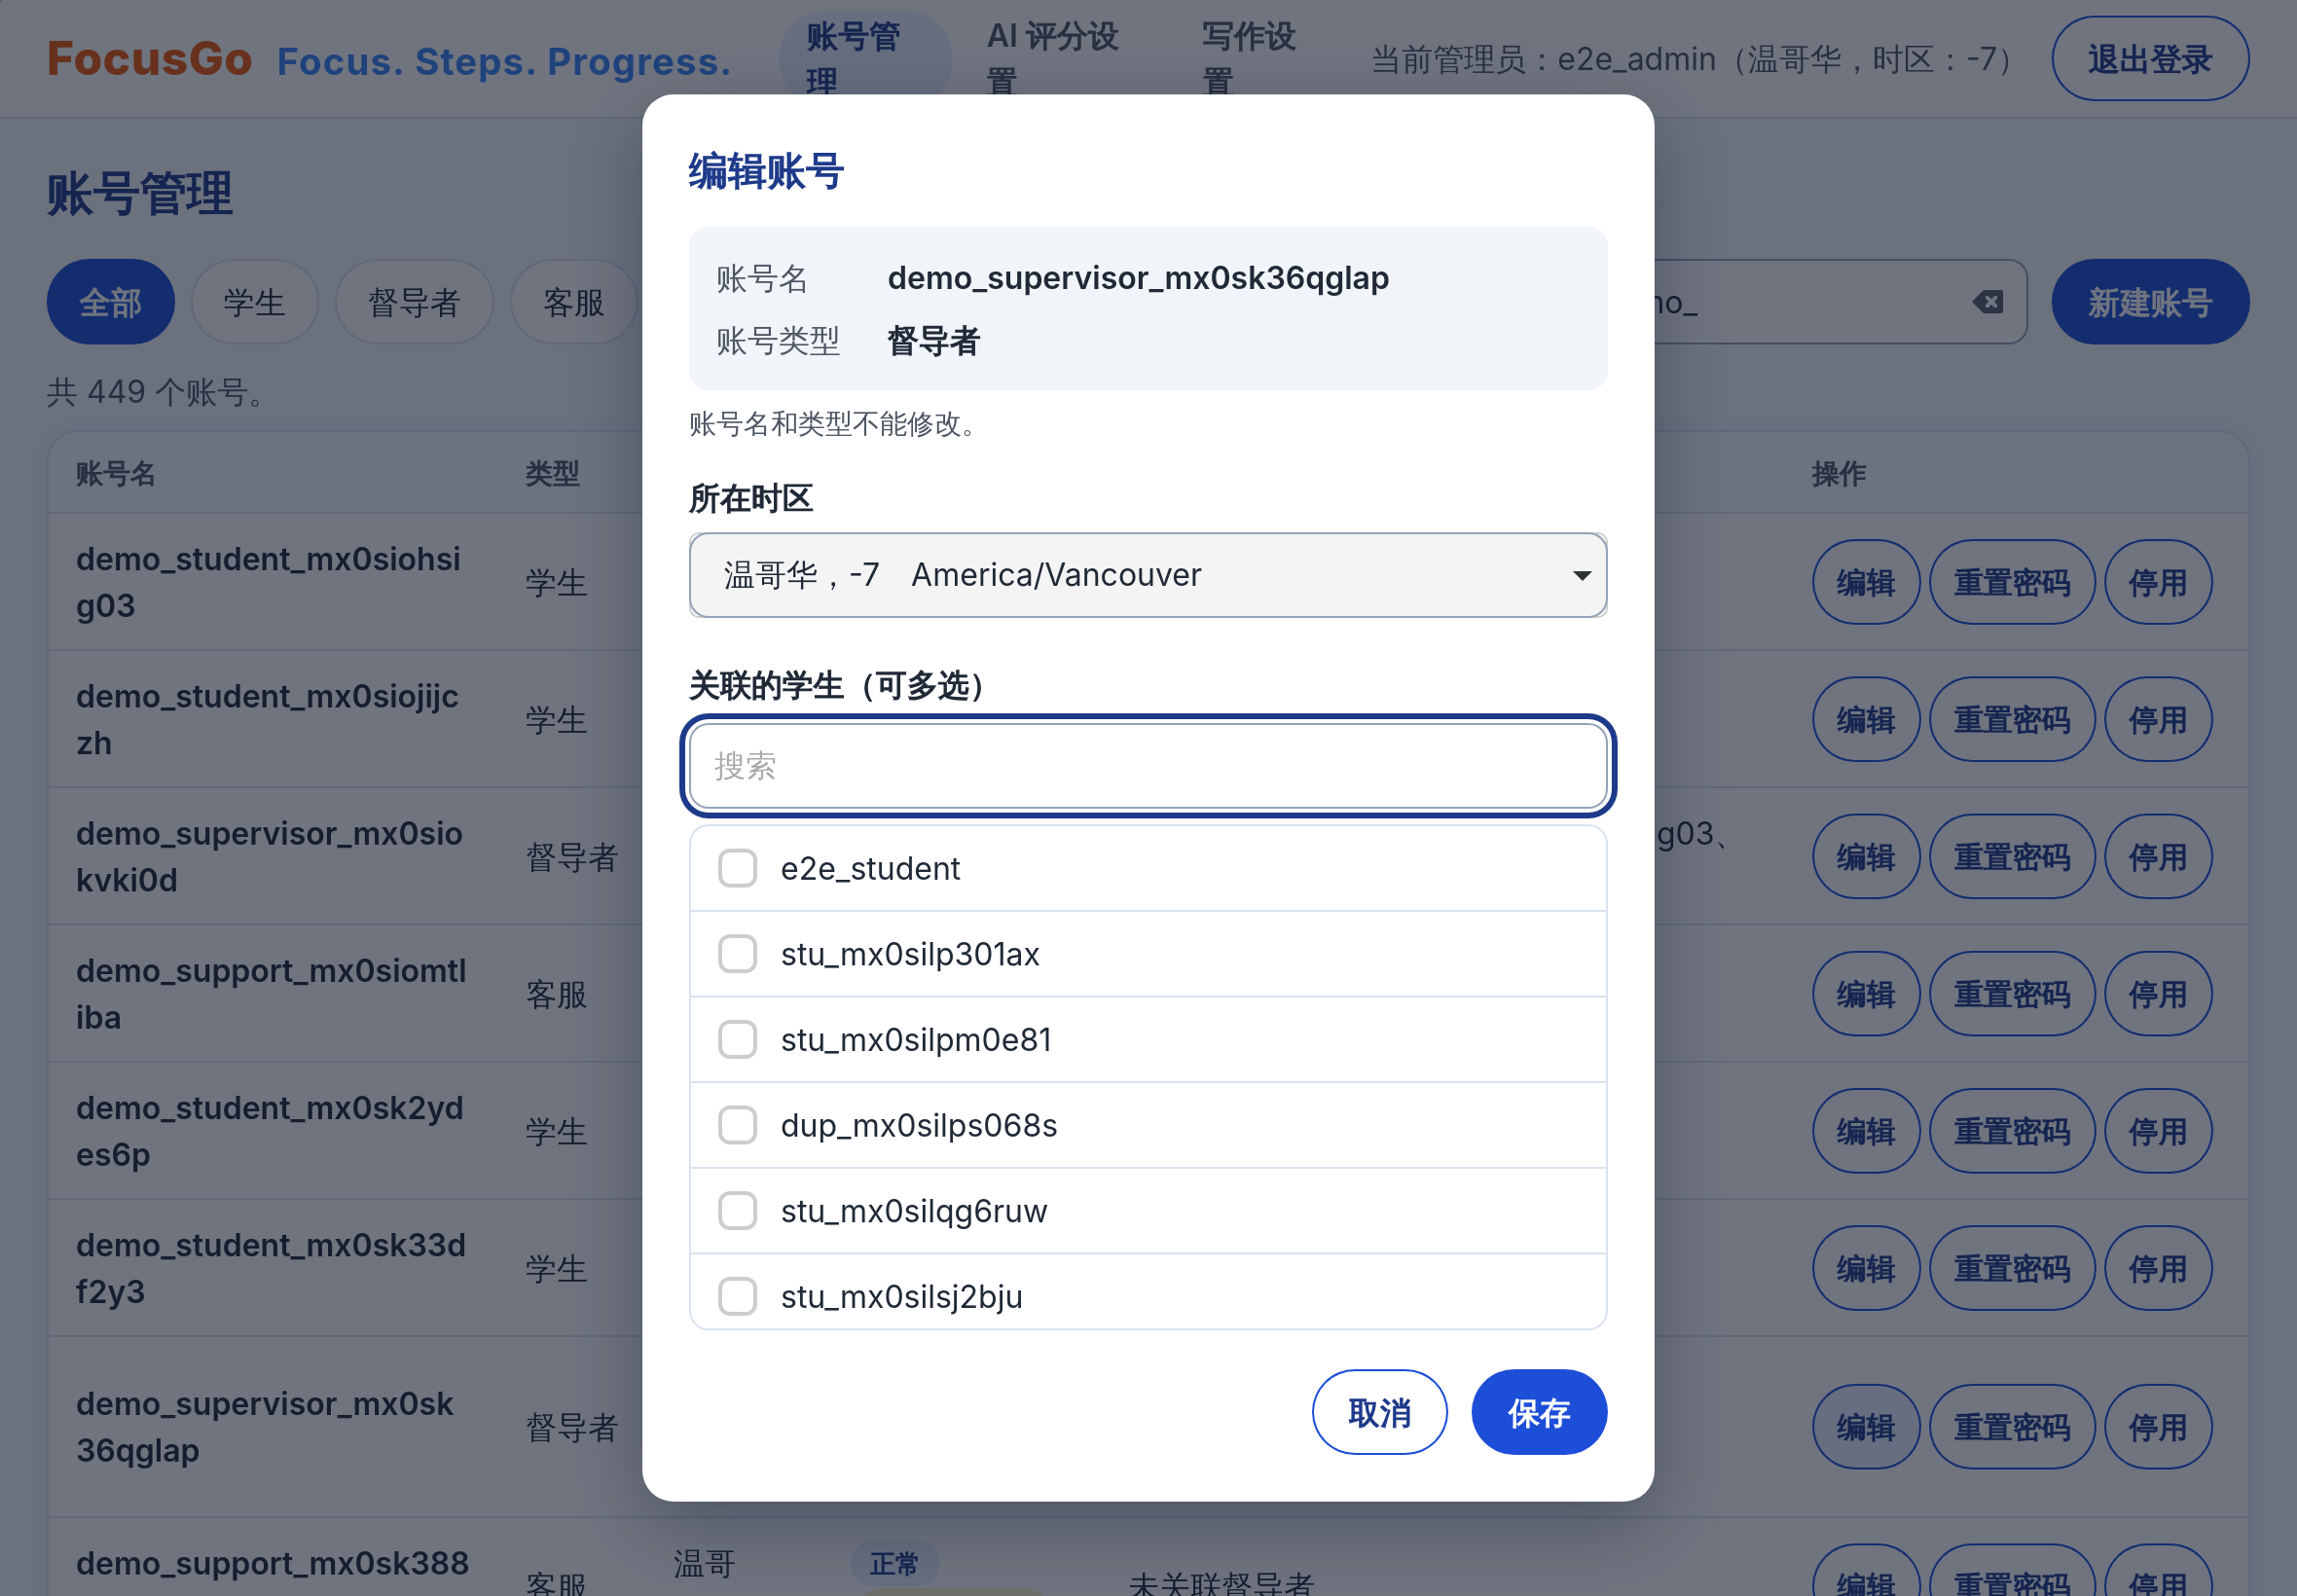 FocusGo Focus. Steps. Progress.
账号管
理
AI 评分设
置
写作设
置
当前管理员：e2e_admin（温哥华，时区：-7）
退出登录
账号管理
全部
学生
督导者
客服
mo_
新建账号
共 449 个账号。
账号名
类型
操作
demo_student_mx0siohsi
g03
学生
编辑
重置密码
停用
demo_student_mx0siojijc
zh
学生
编辑
重置密码
停用
demo_supervisor_mx0sio
kvki0d
督导者
g03、
编辑
重置密码
停用
demo_support_mx0siomtl
iba
客服
编辑
重置密码
停用
demo_student_mx0sk2yd
es6p
学生
编辑
重置密码
停用
demo_student_mx0sk33d
f2y3
学生
编辑
重置密码
停用
demo_supervisor_mx0sk
36qglap
督导者
编辑
重置密码
停用
demo_support_mx0sk388
客服
温哥
正常
未关联督导者
编辑
重置密码
停用
编辑账号
账号名 demo_supervisor_mx0sk36qglap
账号类型 督导者
账号名和类型不能修改。
所在时区
温哥华，-7 America/Vancouver
关联的学生（可多选）
搜索
e2e_student
stu_mx0silp301ax
stu_mx0silpm0e81
dup_mx0silps068s
stu_mx0silqg6ruw
stu_mx0silsj2bju
取消
保存